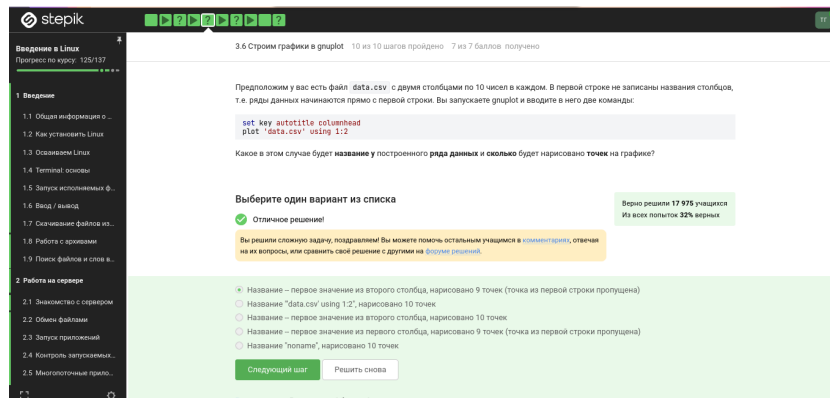 stepik
ТГ
Введение в Linux
Прогресс по курсу: 125/137
3.6 Строим графики в gnuplot 10 из 10 шагов пройдено 7 из 7 баллов получено
1 Введение
1.1 Общая информация о ...
1.2 Как установить Linux
1.3 Осваиваем Linux
1.4 Terminal: основы
1.5 Запуск исполняемых ф...
1.6 Ввод / вывод
1.7 Скачивание файлов из...
1.8 Работа с архивами
1.9 Поиск файлов и слов в...
2 Работа на сервере
2.1 Знакомство с сервером
2.2 Обмен файлами
2.3 Запуск приложений
2.4 Контроль запускаемых...
2.5 Многопоточные прило...
Предположим у вас есть файл data.csv с двумя столбцами по 10 чисел в каждом. В первой строке не записаны названия столбцов,
т.е. ряды данных начинаются прямо с первой строки. Вы запускаете gnuplot и вводите в него две команды:
set key autotitle columnhead
plot 'data.csv' using 1:2
Какое в этом случае будет название у построенного ряда данных и сколько будет нарисовано точек на графике?
Выберите один вариант из списка
Отличное решение!
Верно решили 17 975 учащихся
Из всех попыток 32% верных
Вы решили сложную задачу, поздравляем! Вы можете помочь остальным учащимся в комментариях, отвечая
на их вопросы, или сравнить своё решение с другими на форуме решений.
Название – первое значение из второго столбца, нарисовано 9 точек (точка из первой строки пропущена)
Название "'data.csv' using 1:2", нарисовано 10 точек
Название – первое значение из второго столбца, нарисовано 10 точек
Название – первое значение из первого столбца, нарисовано 9 точек (точка из первой строки пропущена)
Название "noname", нарисовано 10 точек
Следующий шаг
Решить снова